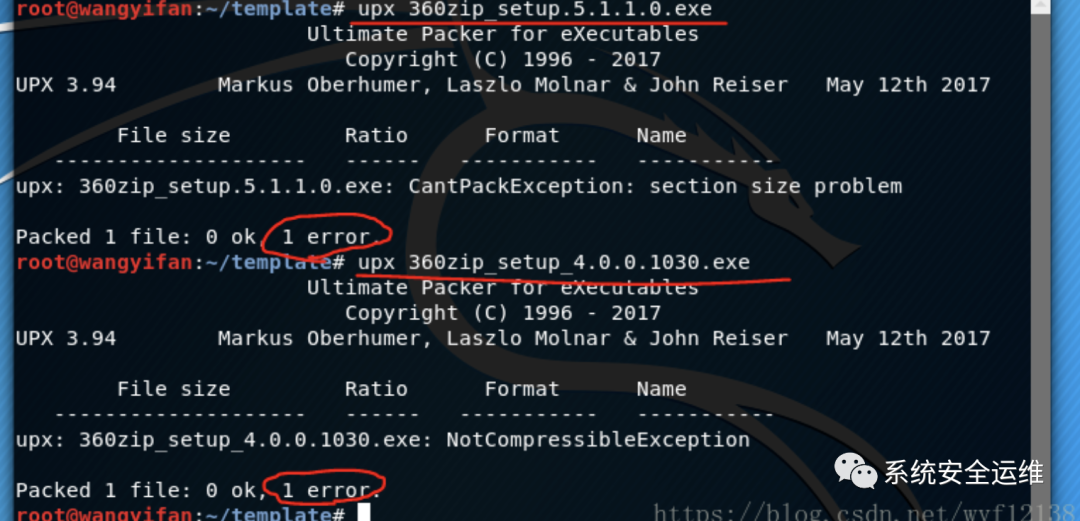 root@wangyifan:~/template# upx 360zip_setup.5.1.1.0.exe
Ultimate Packer for eXecutables
Copyright (C) 1996 - 2017
UPX 3.94 Markus Oberhumer, Laszlo Molnar & John Reiser May 12th 2017
File size Ratio Format Name
-------------------- ------ ----------- -----------
upx: 360zip_setup.5.1.1.0.exe: CantPackException: section size problem
Packed 1 file: 0 ok, 1 error.
root@wangyifan:~/template# upx 360zip_setup_4.0.0.1030.exe
Ultimate Packer for eXecutables
Copyright (C) 1996 - 2017
UPX 3.94 Markus Oberhumer, Laszlo Molnar & John Reiser May 12th 2017
File size Ratio Format Name
-------------------- ------ ----------- -----------
upx: 360zip_setup_4.0.0.1030.exe: NotCompressibleException
Packed 1 file: 0 ok, 1 error.
root@wangyifan:~/template#
系统安全运维
https://blog.csdn.net/wyf12138